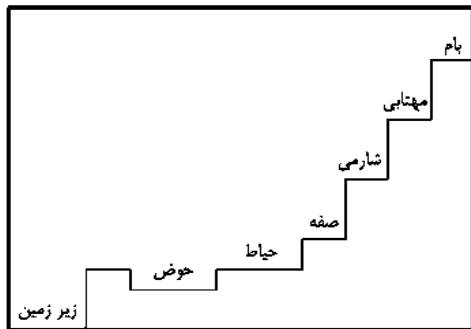 بام
مهتابی
شارمی
صفه
حیاط
حوض
زیر زمین